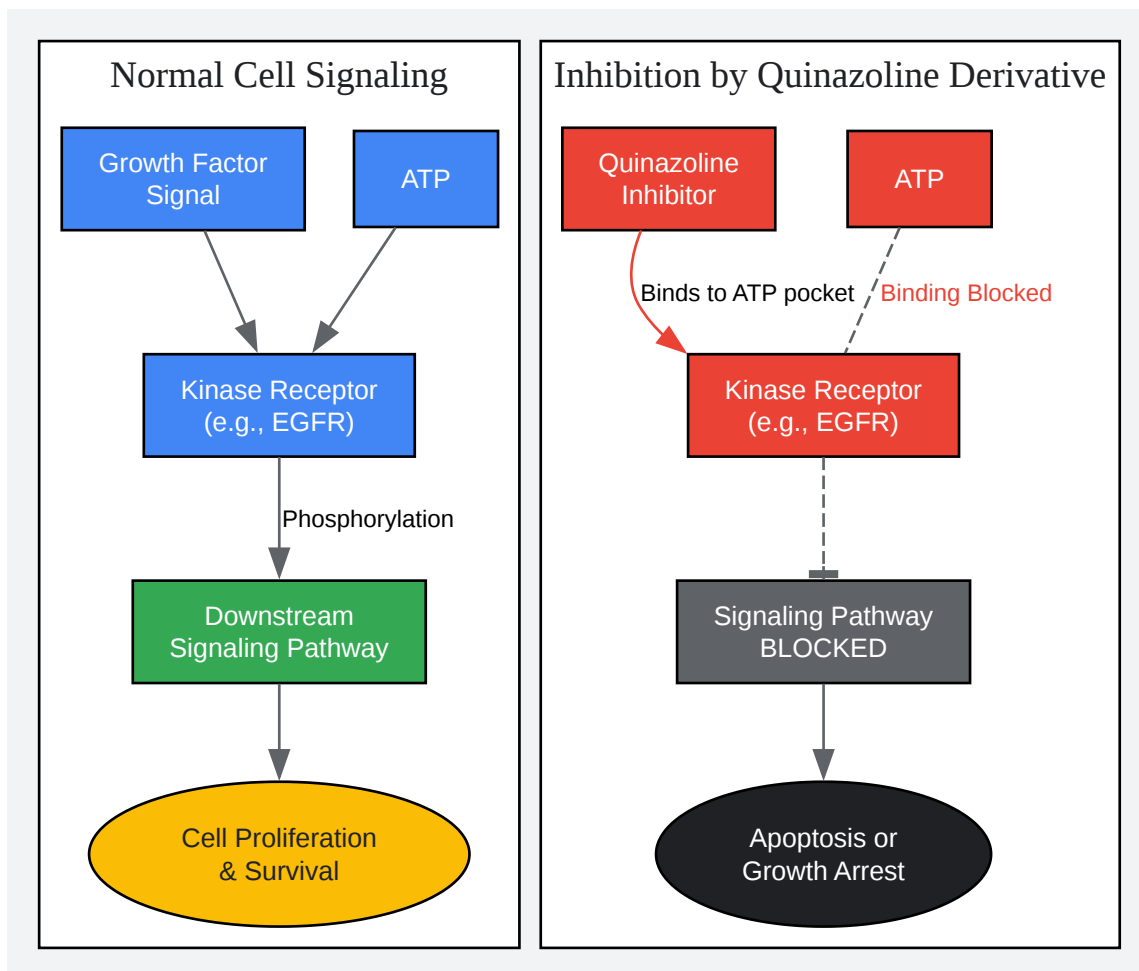 Normal Cell Signaling
Growth Factor
Signal
ATP
Kinase Receptor
(e.g., EGFR)
Phosphorylation
Downstream
Signaling Pathway
Cell Proliferation
& Survival
Inhibition by Quinazoline Derivative
Quinazoline
Inhibitor
ATP
Binds to ATP pocket
Binding Blocked
Kinase Receptor
(e.g., EGFR)
Signaling Pathway
BLOCKED
Apoptosis or
Growth Arrest